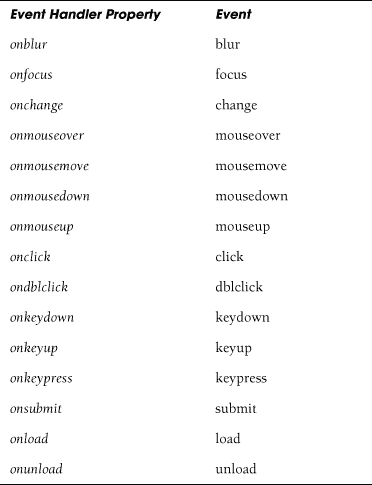 Event Handler Property Event
onblur blur
onfocus focus
onchange change
onmouseover mouseover
onmousemove mousemove
onmousedown mousedown
onmouseup mouseup
onclick click
ondblclick dblclick
onkeydown keydown
onkeyup keyup
onkeypress keypress
onsubmit submit
onload load
onunload unload